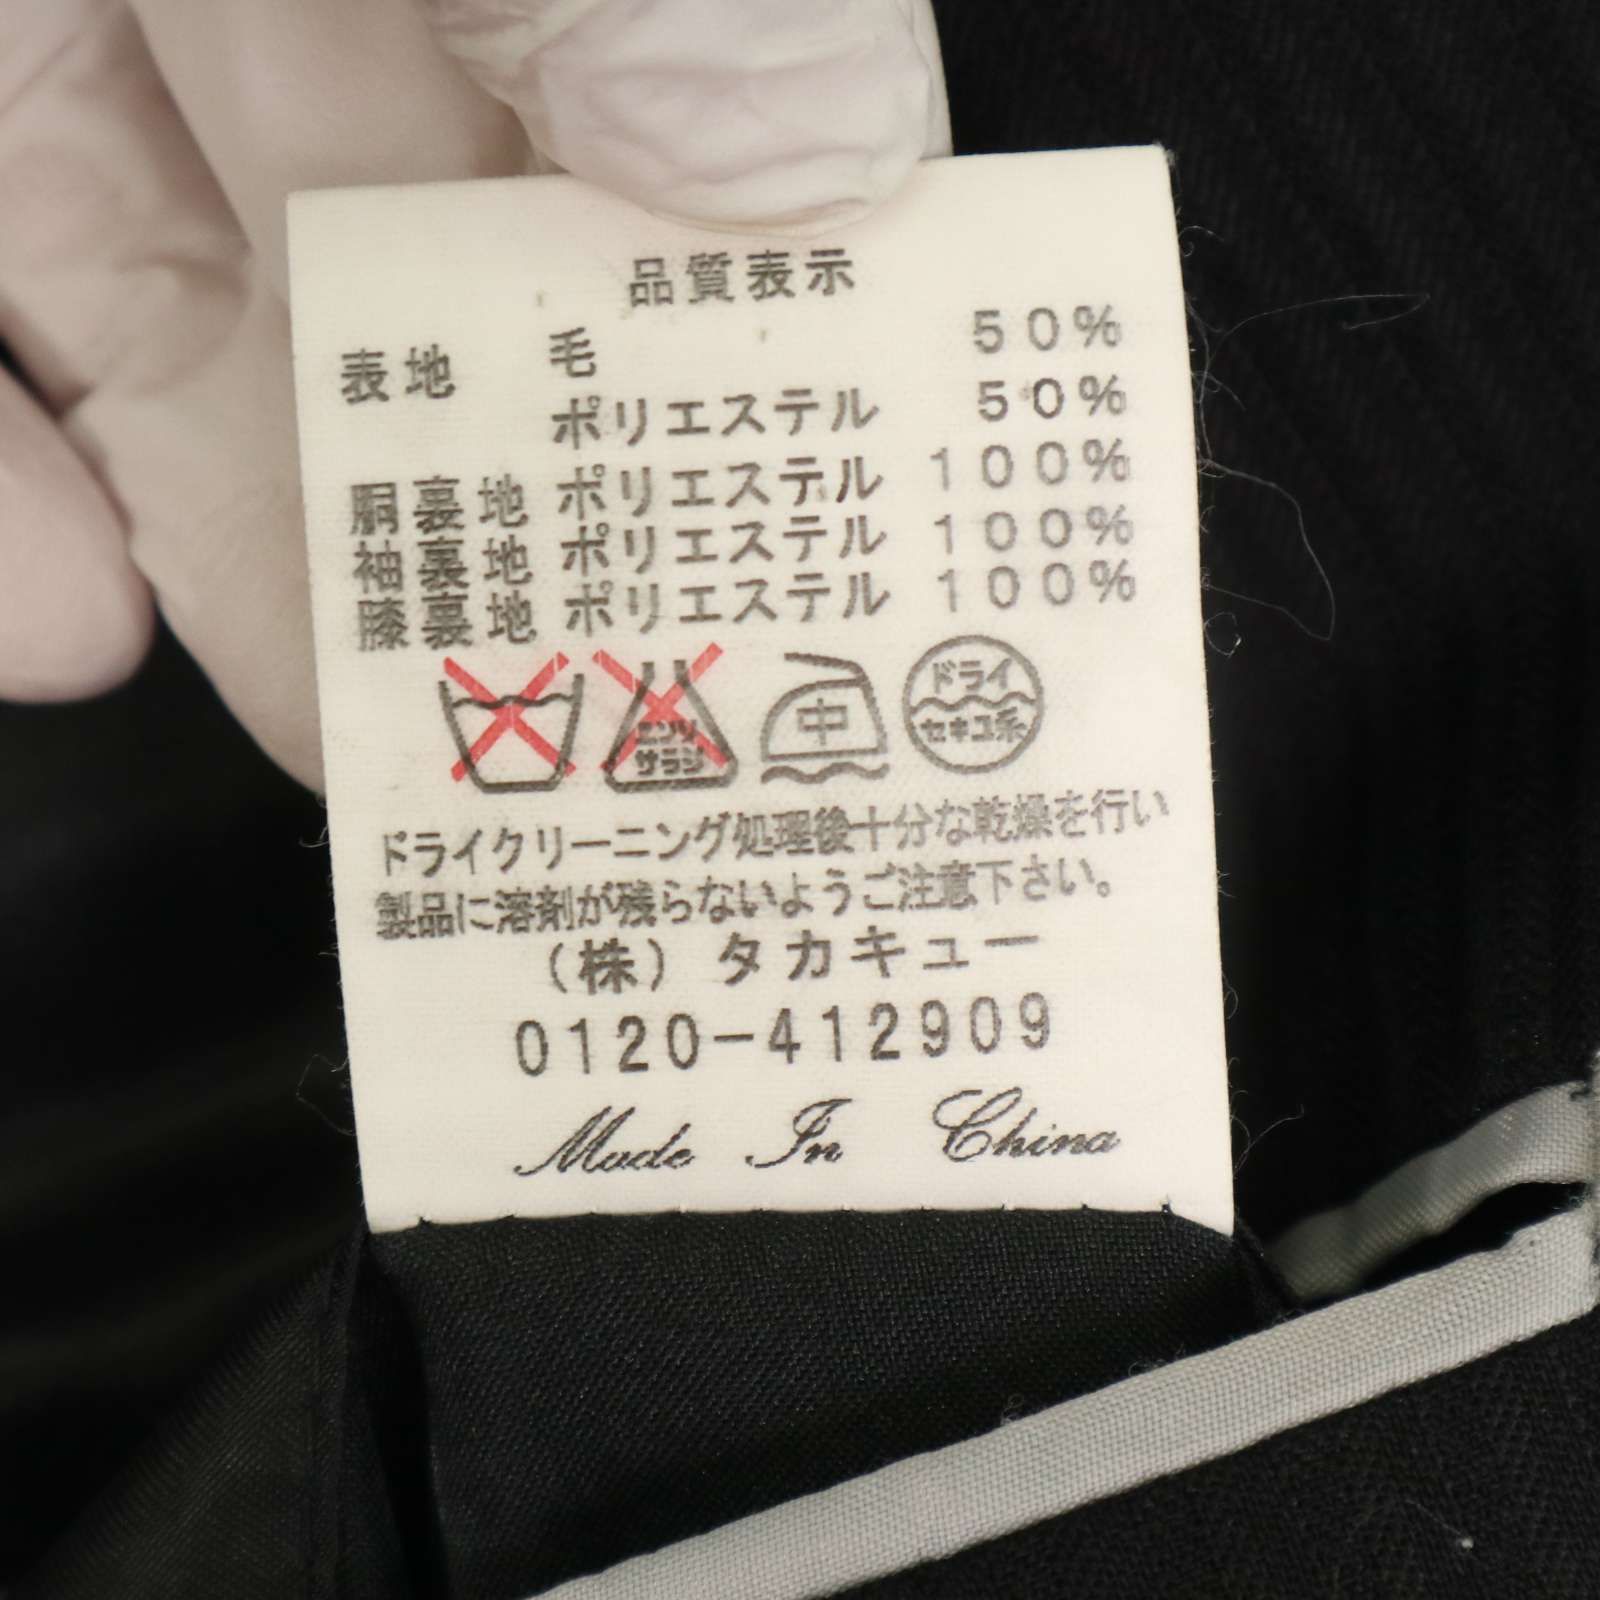 品質表示
表地 毛 50%
ポリエステル 50%
胴裏地 ポリエステル 100%
袖裏地 ポリエステル 100%
膝裏地 ポリエステル 100%
エンソ
サラシ
中
ドライ
セキユ系
ドライクリーニング処理後十分な乾燥を行い
製品に溶剤が残らないようご注意下さい。
(株) タカキュー
0120-412909
Made In China